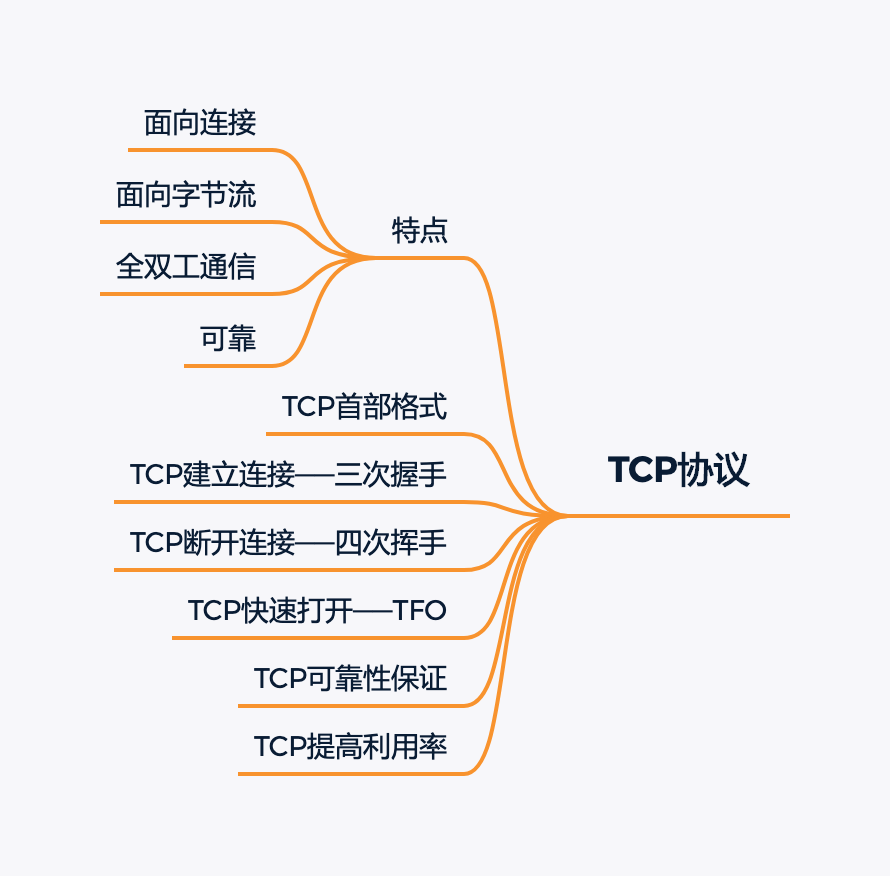 面向连接
面向字节流
全双工通信
可靠
特点
TCP首部格式
TCP建立连接——三次握手
TCP断开连接——四次挥手
TCP快速打开——TFO
TCP可靠性保证
TCP提高利用率
TCP协议